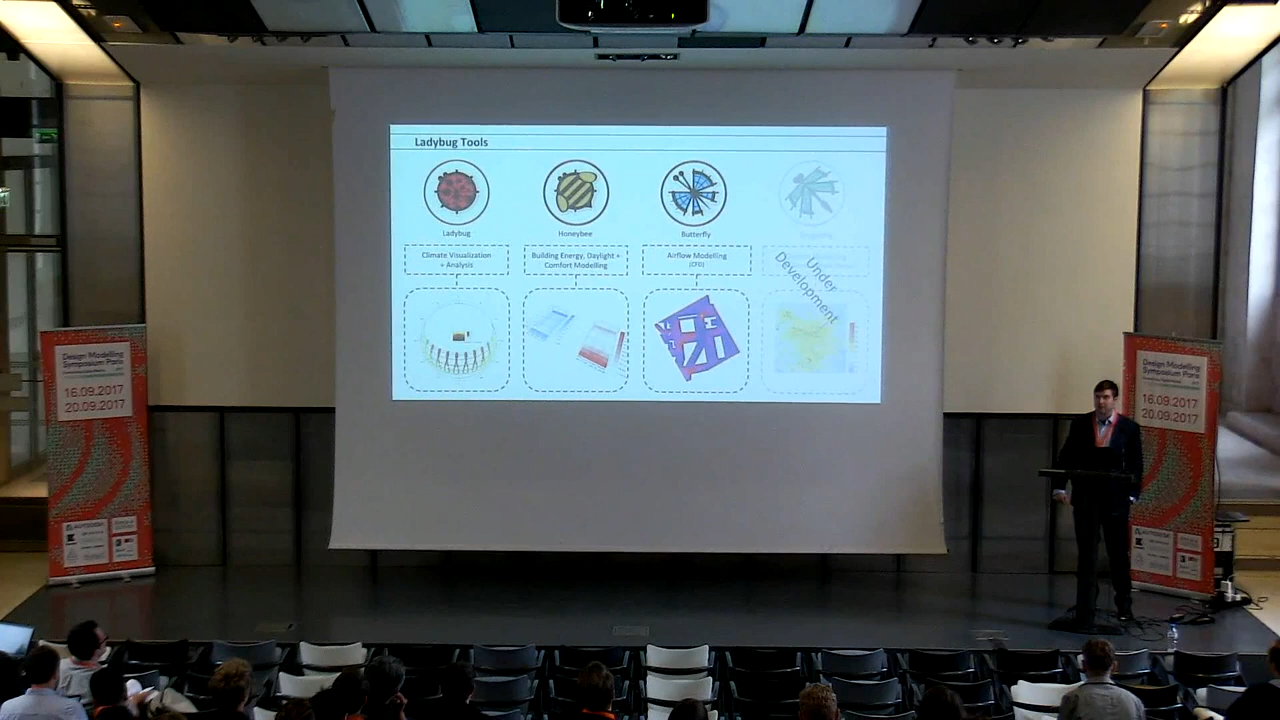 Ladybug Tools
Ladybug
Honeybee
Butterfly
Climate Visualization
+ Analysis
Building Energy, Daylight +
Comfort Modelling
Airflow Modelling
(CFD)
Under
Development
Design Modelling
Symposium Paris
16.09.2017
20.09.2017
AUTODESK
Design Modelling
Symposium Paris
16.09.2017
20.09.2017